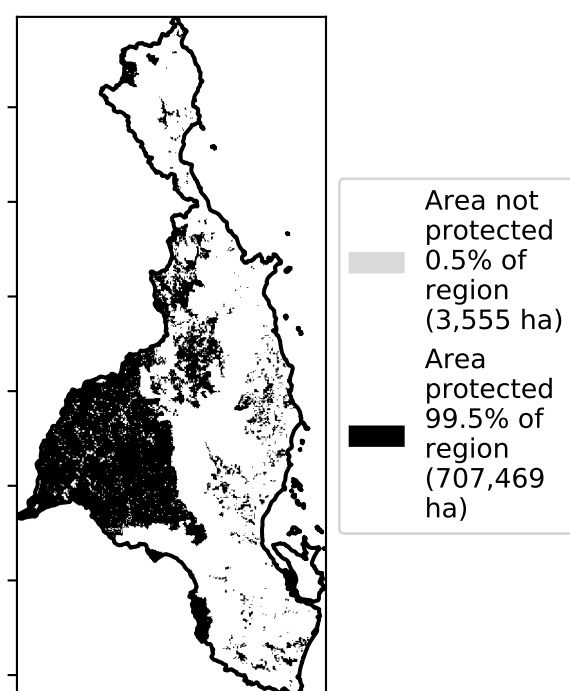 Area not
protected
0.5% of
region
(3,555 ha)
Area
protected
99.5% of
region
(707,469
ha)